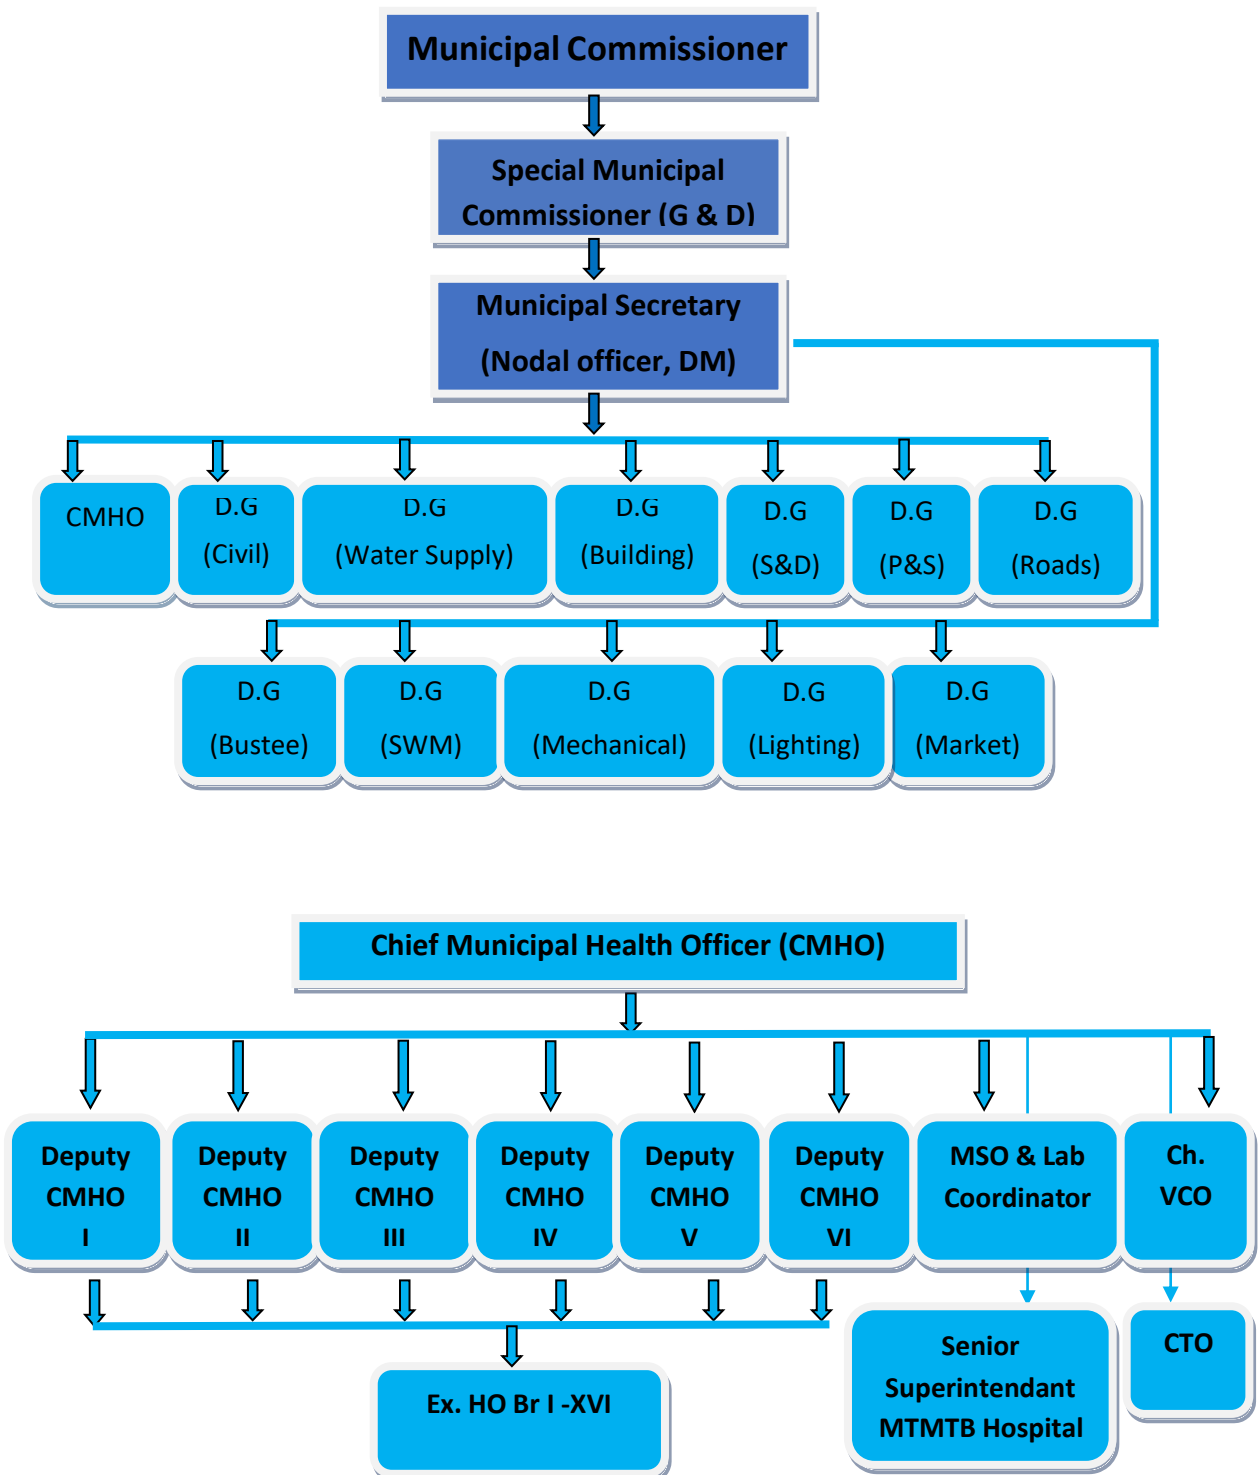 Municipal Commissioner
Special Municipal
Commissioner (G & D)
Municipal Secretary
(Nodal officer, DM)
CMHO
D.G
(Civil)
D.G
(Water Supply)
D.G
(Building)
D.G
(S&D)
D.G
(P&S)
D.G
(Roads)
D.G
(Bustee)
D.G
(SWM)
D.G
(Mechanical)
D.G
(Lighting)
D.G
(Market)
Chief Municipal Health Officer (CMHO)
Deputy
CMHO
I
Deputy
CMHO
II
Deputy
CMHO
III
Deputy
CMHO
IV
Deputy
CMHO
V
Deputy
CMHO
VI
MSO & Lab
Coordinator
Ch.
VCO
Ex. HO Br I -XVI
Senior
Superintendant
MTMTB Hospital
CTO